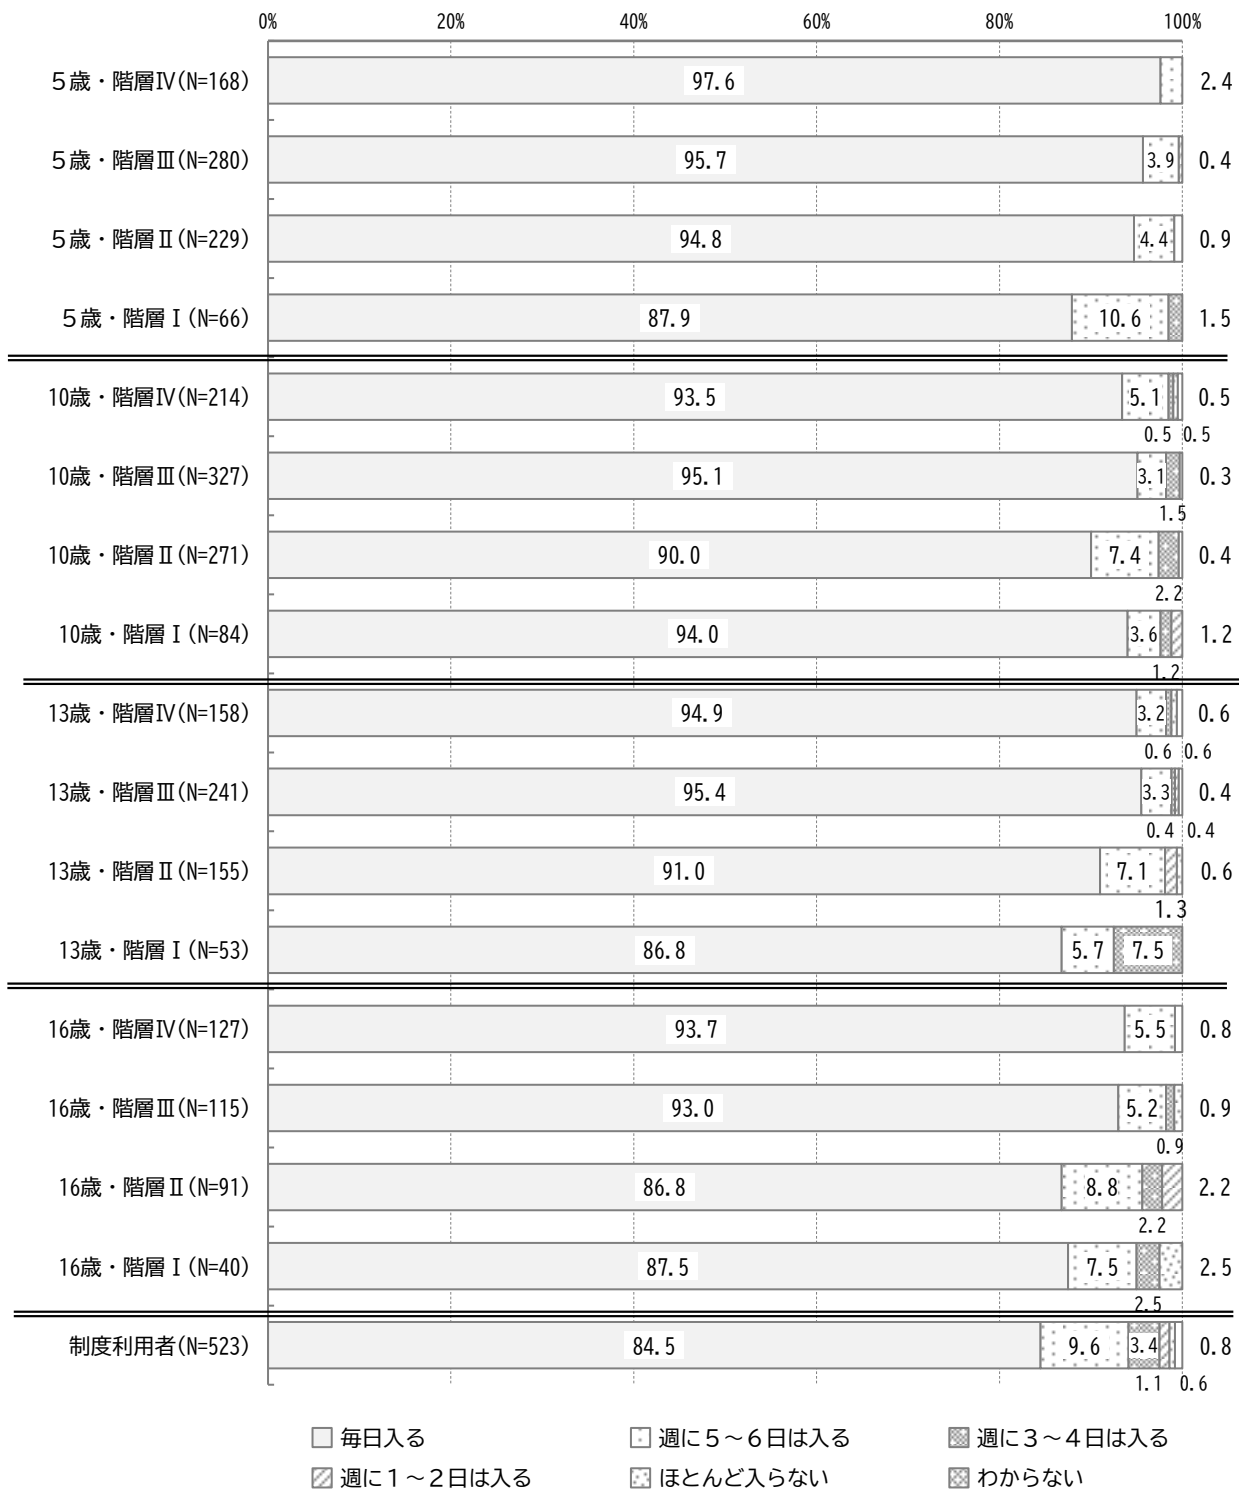 0% 20% 40% 60% 80% 100%
5歳・階層Ⅳ(N=168) 97.6 2.4
5歳・階層Ⅲ(N=280) 95.7 3.9 0.4
5歳・階層Ⅱ(N=229) 94.8 4.4 0.9
5歳・階層Ⅰ(N=66) 87.9 10.6 1.5
10歳・階層Ⅳ(N=214) 93.5 5.1 0.5
0.5 0.5
10歳・階層Ⅲ(N=327) 95.1 3.1 0.3
1.5
10歳・階層Ⅱ(N=271) 90.0 7.4 0.4
2.2
10歳・階層Ⅰ(N=84) 94.0 3.6 1.2
1.2
13歳・階層Ⅳ(N=158) 94.9 3.2 0.6
0.6 0.6
13歳・階層Ⅲ(N=241) 95.4 3.3 0.4
0.4 0.4
13歳・階層Ⅱ(N=155) 91.0 7.1 0.6
1.3
13歳・階層Ⅰ(N=53) 86.8 5.7 7.5
16歳・階層Ⅳ(N=127) 93.7 5.5 0.8
16歳・階層Ⅲ(N=115) 93.0 5.2 0.9
0.9
16歳・階層Ⅱ(N=91) 86.8 8.8 2.2
2.2
16歳・階層Ⅰ(N=40) 87.5 7.5 2.5
2.5
制度利用者(N=523) 84.5 9.6 3.4 0.8
1.1 0.6
毎日入る 週に5～6日は入る 週に3～4日は入る
週に1～2日は入る ほとんど入らない わからない